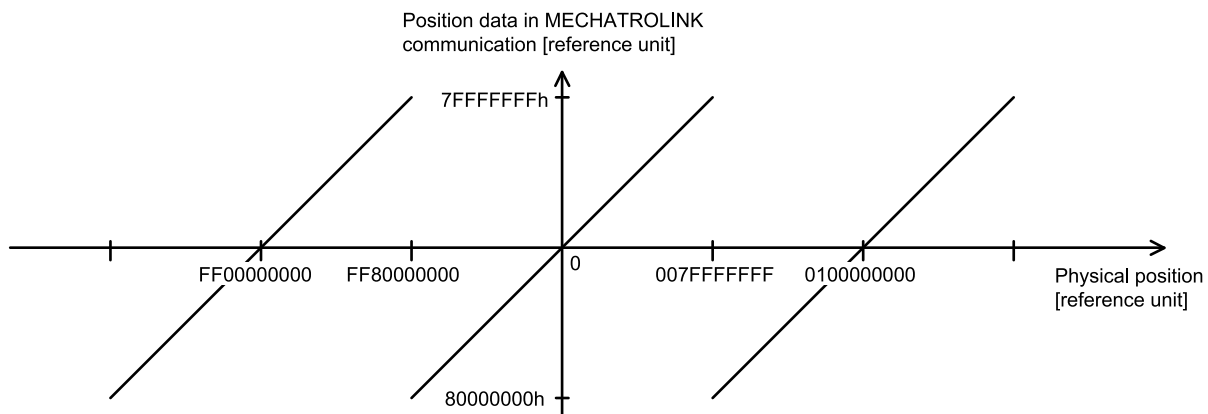 Position data in MECHATROLINK
communication [reference unit]
7FFFFFFFh
FF00000000
FF80000000
0
007FFFFFFF
0100000000
Physical position
[reference unit]
80000000h